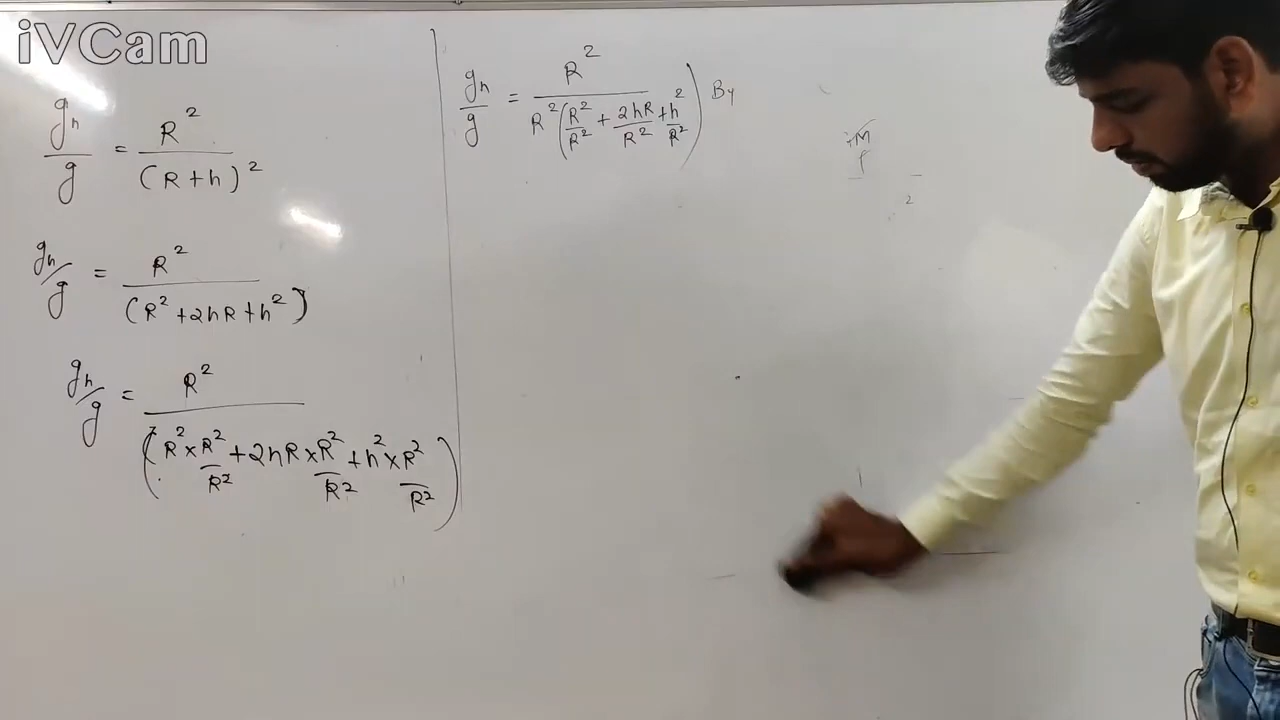 iVCam
gh/g = R²/(R+h)²
gh/g = R²/(R²+2hR+h²)
gh/g = R²/(R²×R²/R²+2hR×R²/R²+h²×R²/R²)
gh/g = R²/R²(R²/R²+2hR/R²+h²/R²) By